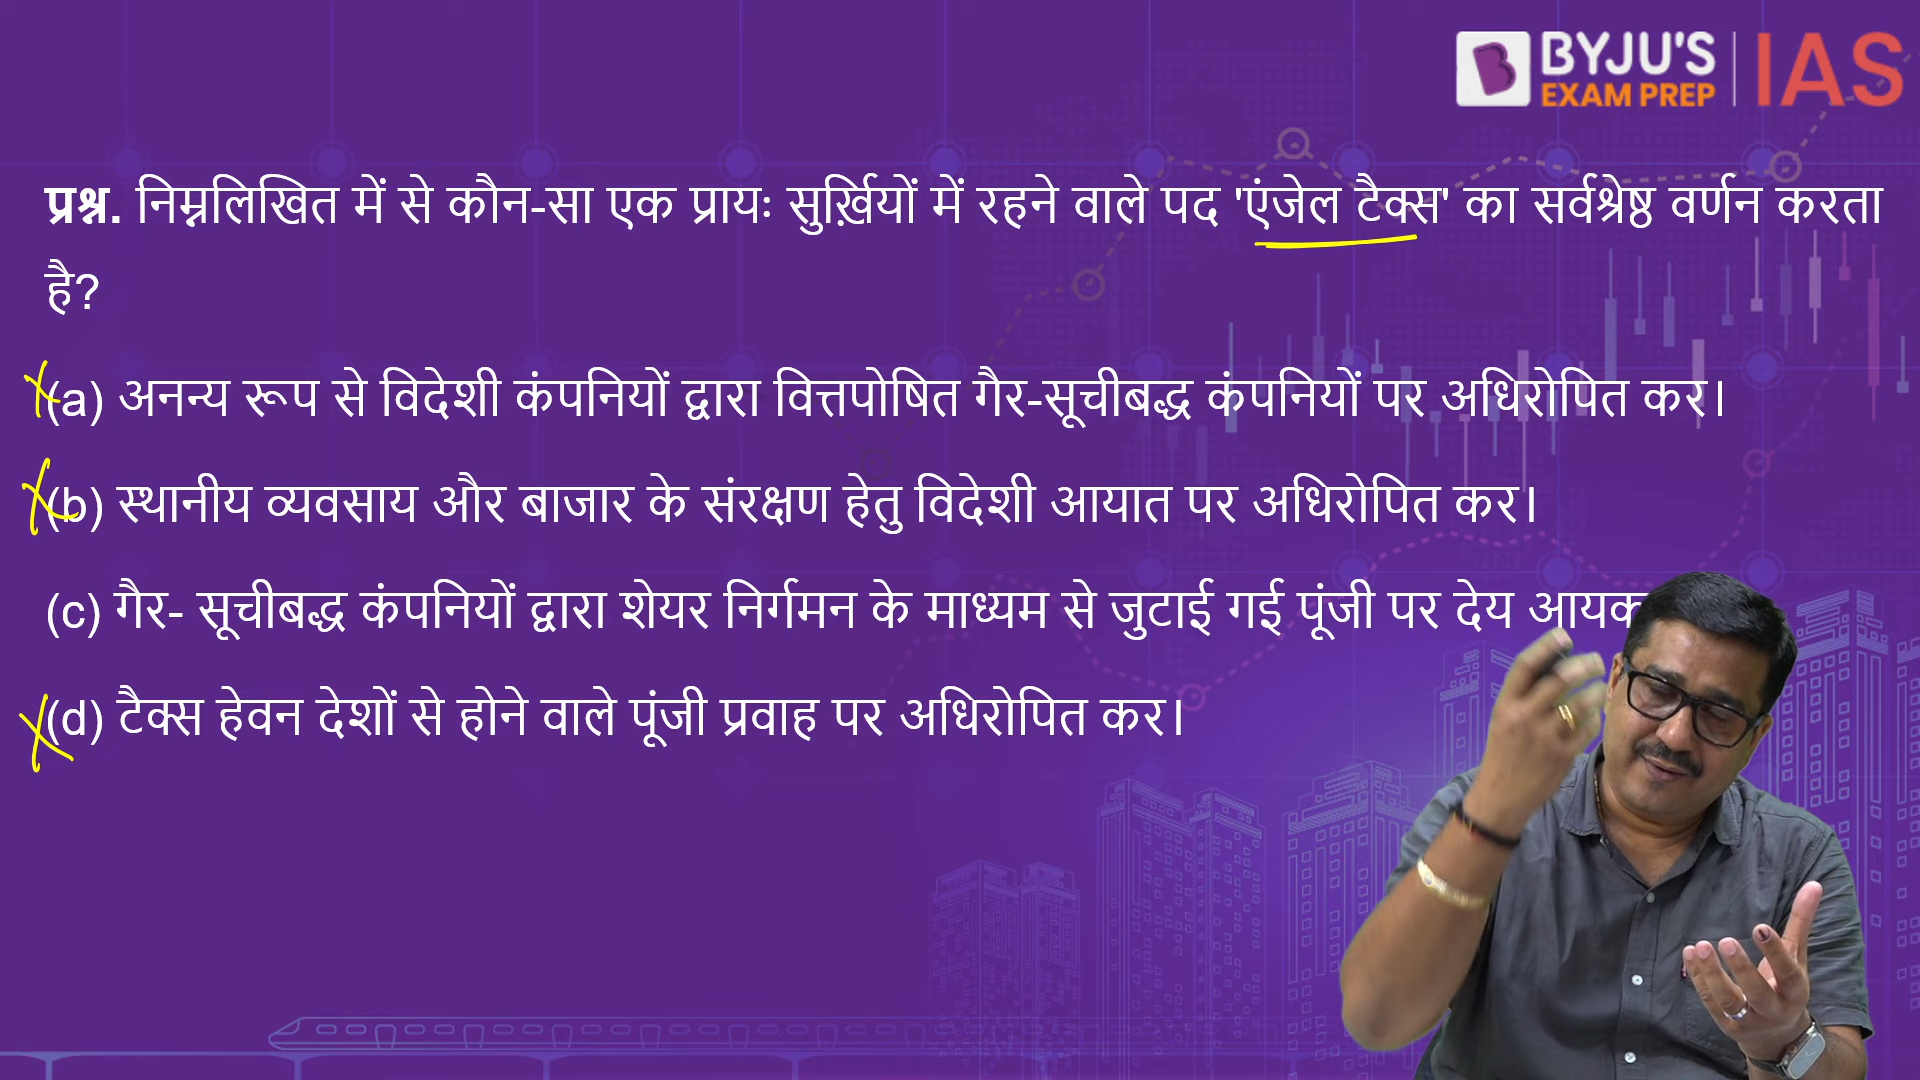 BYJU'S
EXAM PREP
IAS
प्रश्न. निम्नलिखित में से कौन-सा एक प्रायः सुर्ख़ियों में रहने वाले पद 'एंजेल टैक्स' का सर्वश्रेष्ठ वर्णन करता
है?
(a) अनन्य रूप से विदेशी कंपनियों द्वारा वित्तपोषित गैर-सूचीबद्ध कंपनियों पर अधिरोपित कर।
(b) स्थानीय व्यवसाय और बाजार के संरक्षण हेतु विदेशी आयात पर अधिरोपित कर।
(c) गैर- सूचीबद्ध कंपनियों द्वारा शेयर निर्गमन के माध्यम से जुटाई गई पूंजी पर देय
(d) टैक्स हेवन देशों से होने वाले पूंजी प्रवाह पर अधिरोपित कर।